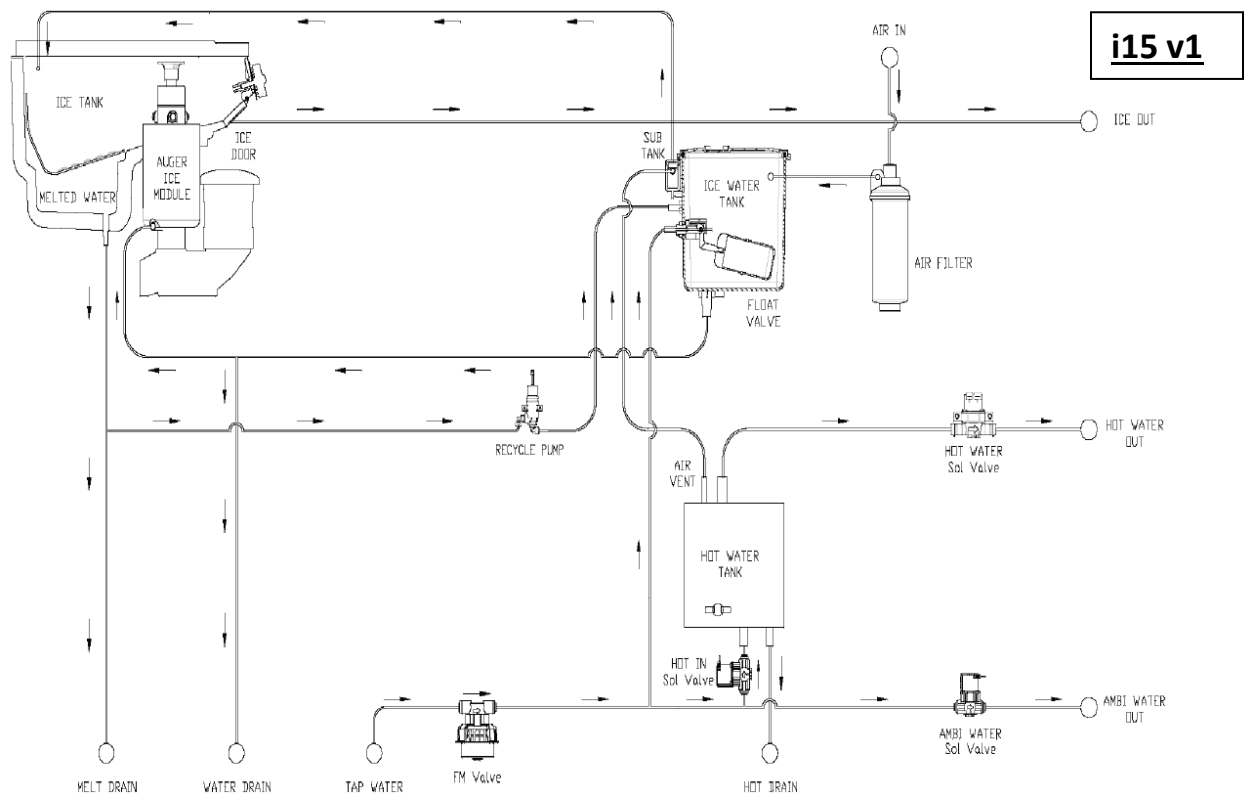 i15 v1
AIR IN
ICE TANK
ICE OUT
ICE
DOOR
SUB
TANK
AUGER
ICE
MODULE
MELTED WATER
ICE WATER
TANK
AIR FILTER
FLOAT
VALVE
RECYCLE PUMP
AIR
VENT
HOT WATER
Sol Valve
HOT WATER
OUT
HOT WATER
TANK
HOT IN
Sol Valve
AMBI WATER
OUT
AMBI WATER
Sol Valve
MELT DRAIN
WATER DRAIN
TAP WATER
FM Valve
HOT DRAIN